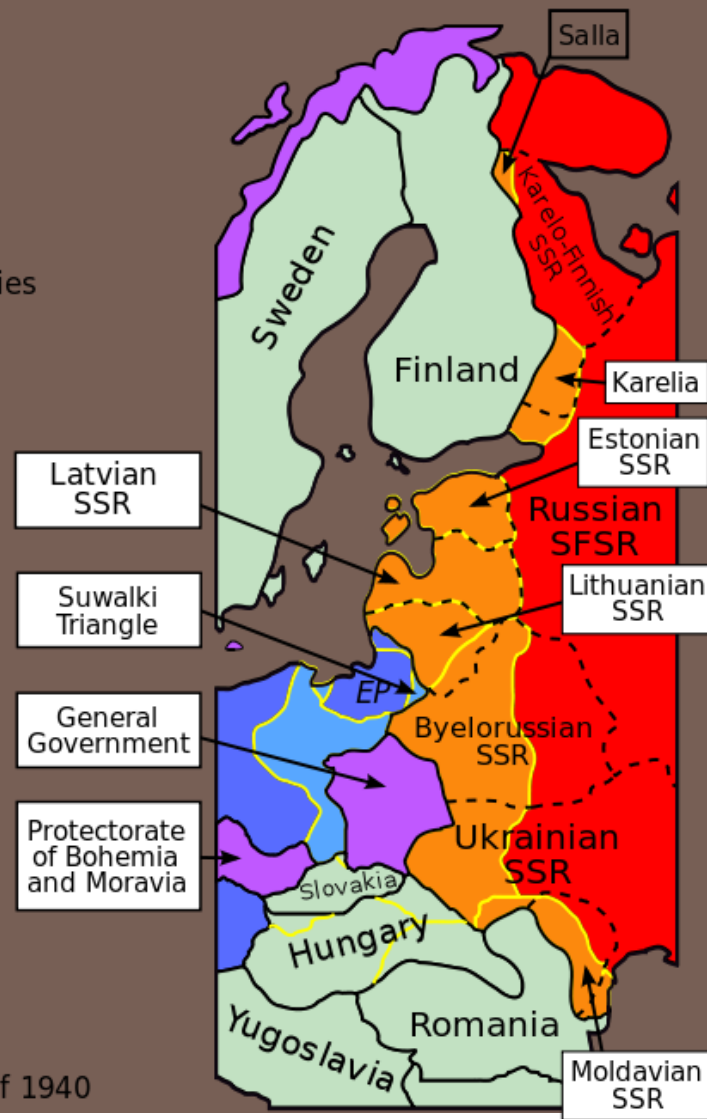 Salla
Karelo-Finnish
SSR
ies
Sweden
Finland
Karelia
Estonian
SSR
Latvian
SSR
Russian
SFSR
Lithuanian
SSR
Suwalki
Triangle
EP
General
Government
Byelorussian
SSR
Protectorate
of Bohemia
and Moravia
Ukrainian
SSR
Slovakia
Hungary
Romania
Yugoslavia
Moldavian
SSR
f 1940